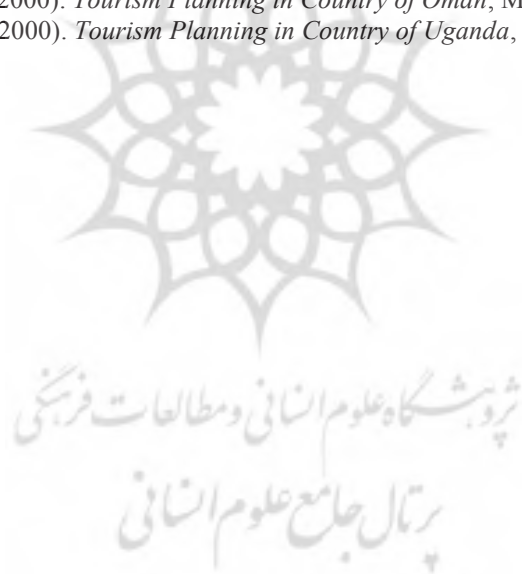 2000). Tourism Planning in Country of Oman, M
2000). Tourism Planning in Country of Uganda,
پژوهشگاه علوم انسانی و مطالعات فرهنگی
پرتال جامع علوم انسانی